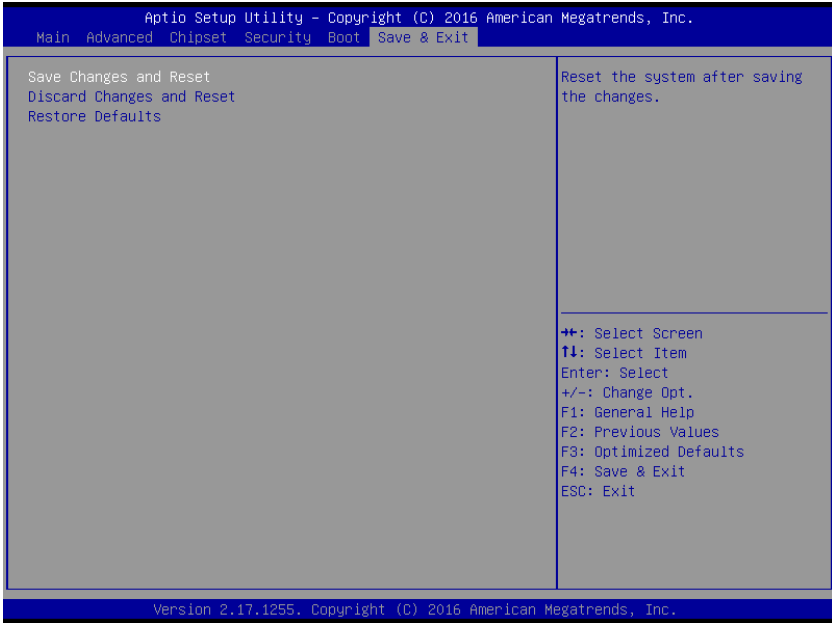 Aptio Setup Utility – Copyright (C) 2016 American Megatrends, Inc.
Main Advanced Chipset Security Boot Save & Exit
Save Changes and Reset
Discard Changes and Reset
Restore Defaults
Reset the system after saving
the changes.
→←: Select Screen
↑↓: Select Item
Enter: Select
+/-: Change Opt.
F1: General Help
F2: Previous Values
F3: Optimized Defaults
F4: Save & Exit
ESC: Exit
Version 2.17.1255. Copyright (C) 2016 American Megatrends, Inc.